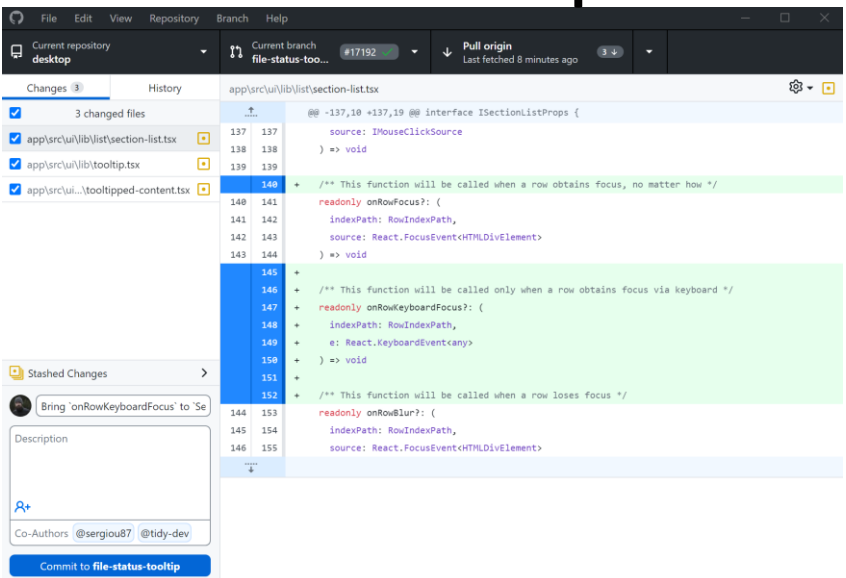 File Edit View Repository Branch Help
Current repository
desktop
Current branch
file-status-too...
#17192
Pull origin
Last fetched 8 minutes ago
3
Changes 3
History
3 changed files
app\src\ui\lib\list\section-list.tsx
app\src\ui\lib\tooltip.tsx
app\src\ui...\tooltipped-content.tsx
Stashed Changes
Bring `onRowKeyboardFocus` to `Se
Description
Co-Authors @sergiou87 @tidy-dev
Commit to file-status-tooltip
app\src\ui\lib\list\section-list.tsx
@@ -137,10 +137,19 @@ interface ISectionListProps {
137 137 source: IMouseClickSource
138 138 ) => void
139 139
140 + /** This function will be called when a row obtains focus, no matter how */
140 141 readonly onRowFocus?: (
141 142 indexPath: RowIndexPath,
142 143 source: React.FocusEvent<HTMLDivElement>
143 144 ) => void
145 +
146 + /** This function will be called only when a row obtains focus via keyboard */
147 + readonly onRowKeyboardFocus?: (
148 + indexPath: RowIndexPath,
149 + e: React.KeyboardEvent<any>
150 + ) => void
151 +
152 + /** This function will be called when a row loses focus */
144 153 readonly onRowBlur?: (
145 154 indexPath: RowIndexPath,
146 155 source: React.FocusEvent<HTMLDivElement>